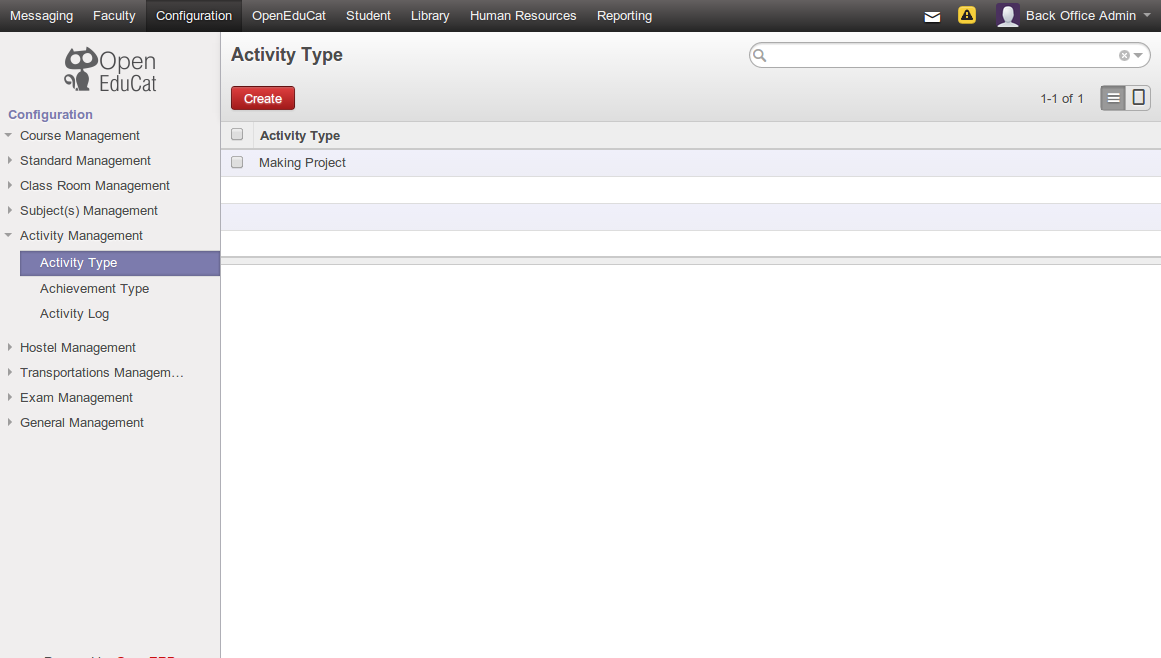 Messaging Faculty Configuration OpenEduCat Student Library Human Resources Reporting Back Office Admin
Open
EduCat
Configuration
Course Management
Standard Management
Class Room Management
Subject(s) Management
Activity Management
Activity Type
Achievement Type
Activity Log
Hostel Management
Transportations Managem…
Exam Management
General Management
Activity Type
Create
1-1 of 1
Activity Type
Making Project